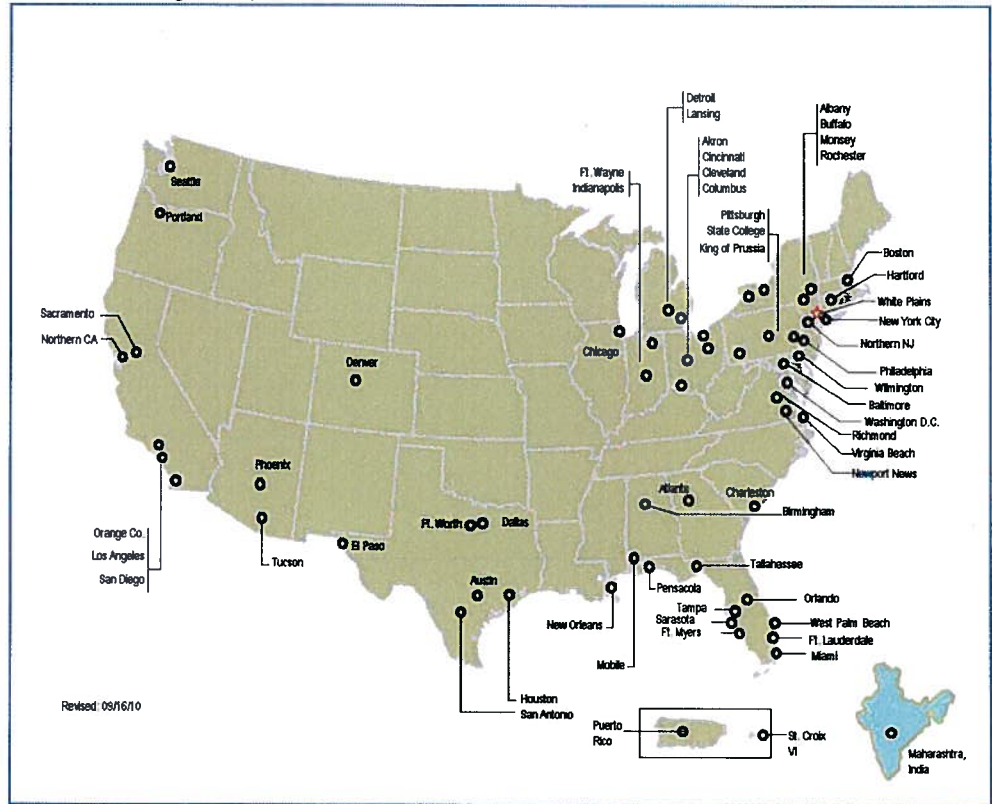 Detroit
Lansing
Albany
Buffalo
Monsey
Rochester
Akron
Cincinnati
Cleveland
Columbus
Ft. Wayne
Indianapolis
Pittsburgh
State College
King of Prussia
Seattle
Portland
Boston
Hartford
White Plains
New York City
Northern NJ
Philadelphia
Wilmington
Baltimore
Washington D.C.
Richmond
Virginia Beach
Newport News
Sacramento
Northern CA
Denver
Chicago
Phoenix
Atlanta
Charleston
Birmingham
Ft. Worth
Dallas
Orange Co.
Los Angeles
San Diego
Tucson
El Paso
Austin
Tallahassee
Pensacola
Orlando
New Orleans
Tampa
Sarasota
Ft. Myers
West Palm Beach
Ft. Lauderdale
Miami
Mobile
Houston
San Antonio
Revised: 09/16/10
Puerto
Rico
St. Croix
VI
Maharashtra,
India